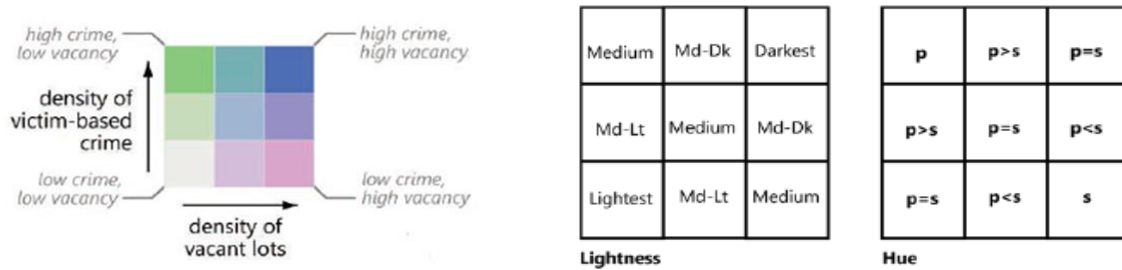 high crime,
low vacancy
high crime,
high vacancy
density of
victim-based
crime
low crime,
low vacancy
low crime,
high vacancy
density of
vacant lots
Medium Md-Dk Darkest
Md-Lt Medium Md-Dk
Lightest Md-Lt Medium
Lightness
p p>s p=s
p>s p=s p<s
p=s p<s s
Hue